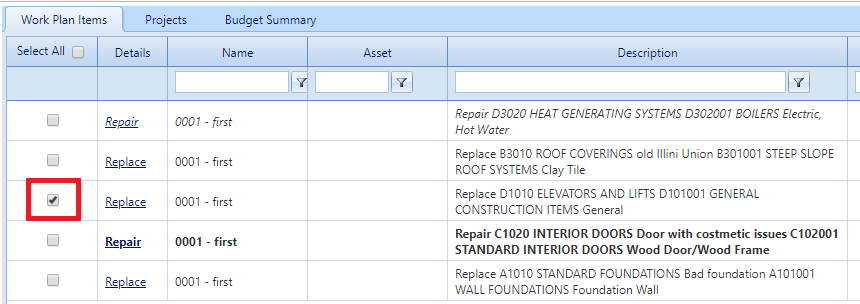 Work Plan Items Projects Budget Summary
Select All Details Name Asset Description
Repair 0001 - first Repair D3020 HEAT GENERATING SYSTEMS D302001 BOILERS Electric,
Hot Water
Replace 0001 - first Replace B3010 ROOF COVERINGS old Illini Union B301001 STEEP SLOPE
ROOF SYSTEMS Clay Tile
Replace 0001 - first Replace D1010 ELEVATORS AND LIFTS D101001 GENERAL
CONSTRUCTION ITEMS General
Repair 0001 - first Repair C1020 INTERIOR DOORS Door with costmetic issues C102001
STANDARD INTERIOR DOORS Wood Door/Wood Frame
Replace 0001 - first Replace A1010 STANDARD FOUNDATIONS Bad foundation A101001
WALL FOUNDATIONS Foundation Wall